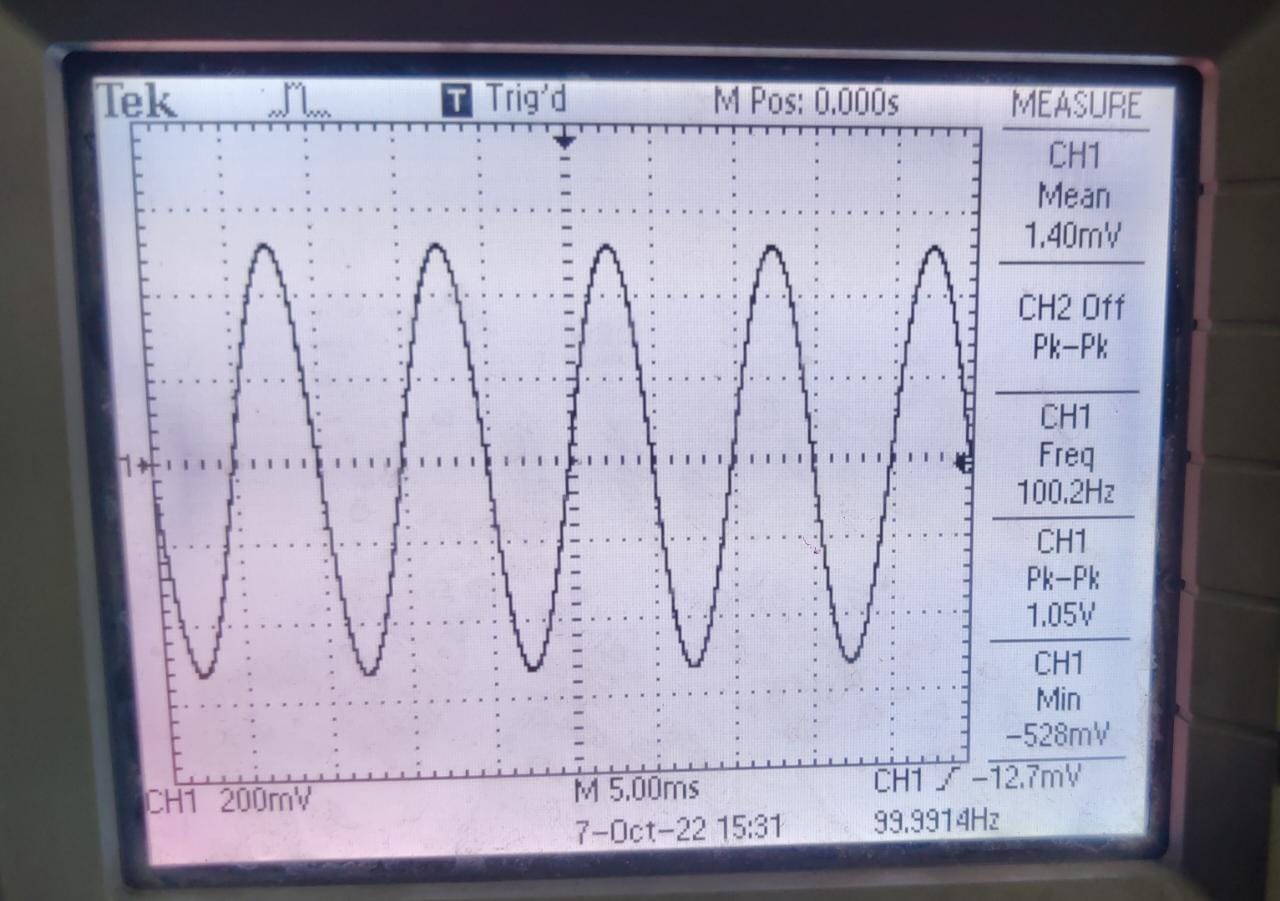 Tek T Trig'd M Pos: 0.000s MEASURE
CH1
Mean
1.40mV
CH2 Off
Pk-Pk
CH1
Freq
100.2Hz
CH1
Pk-Pk
1.05V
CH1
Min
-528mV
1
CH1 200mV M 5.00ms CH1 -12.7mV
7-Oct-22 15:31 99.9914Hz